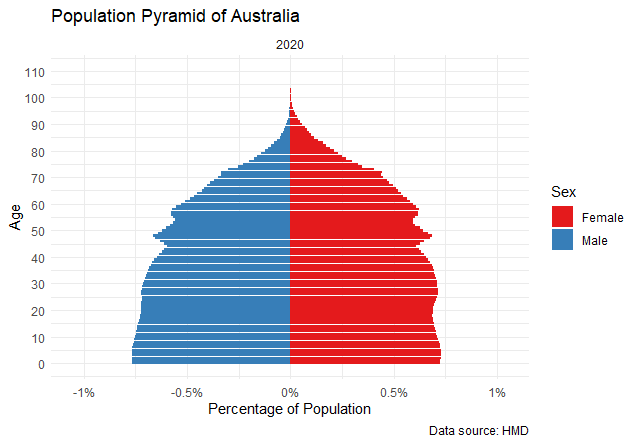 Population Pyramid of Australia
2020
110
100
90
80
70
60
50
40
30
20
10
0
Age
-1%
-0.5%
0%
0.5%
1%
Percentage of Population
Sex
Female
Male
Data source: HMD